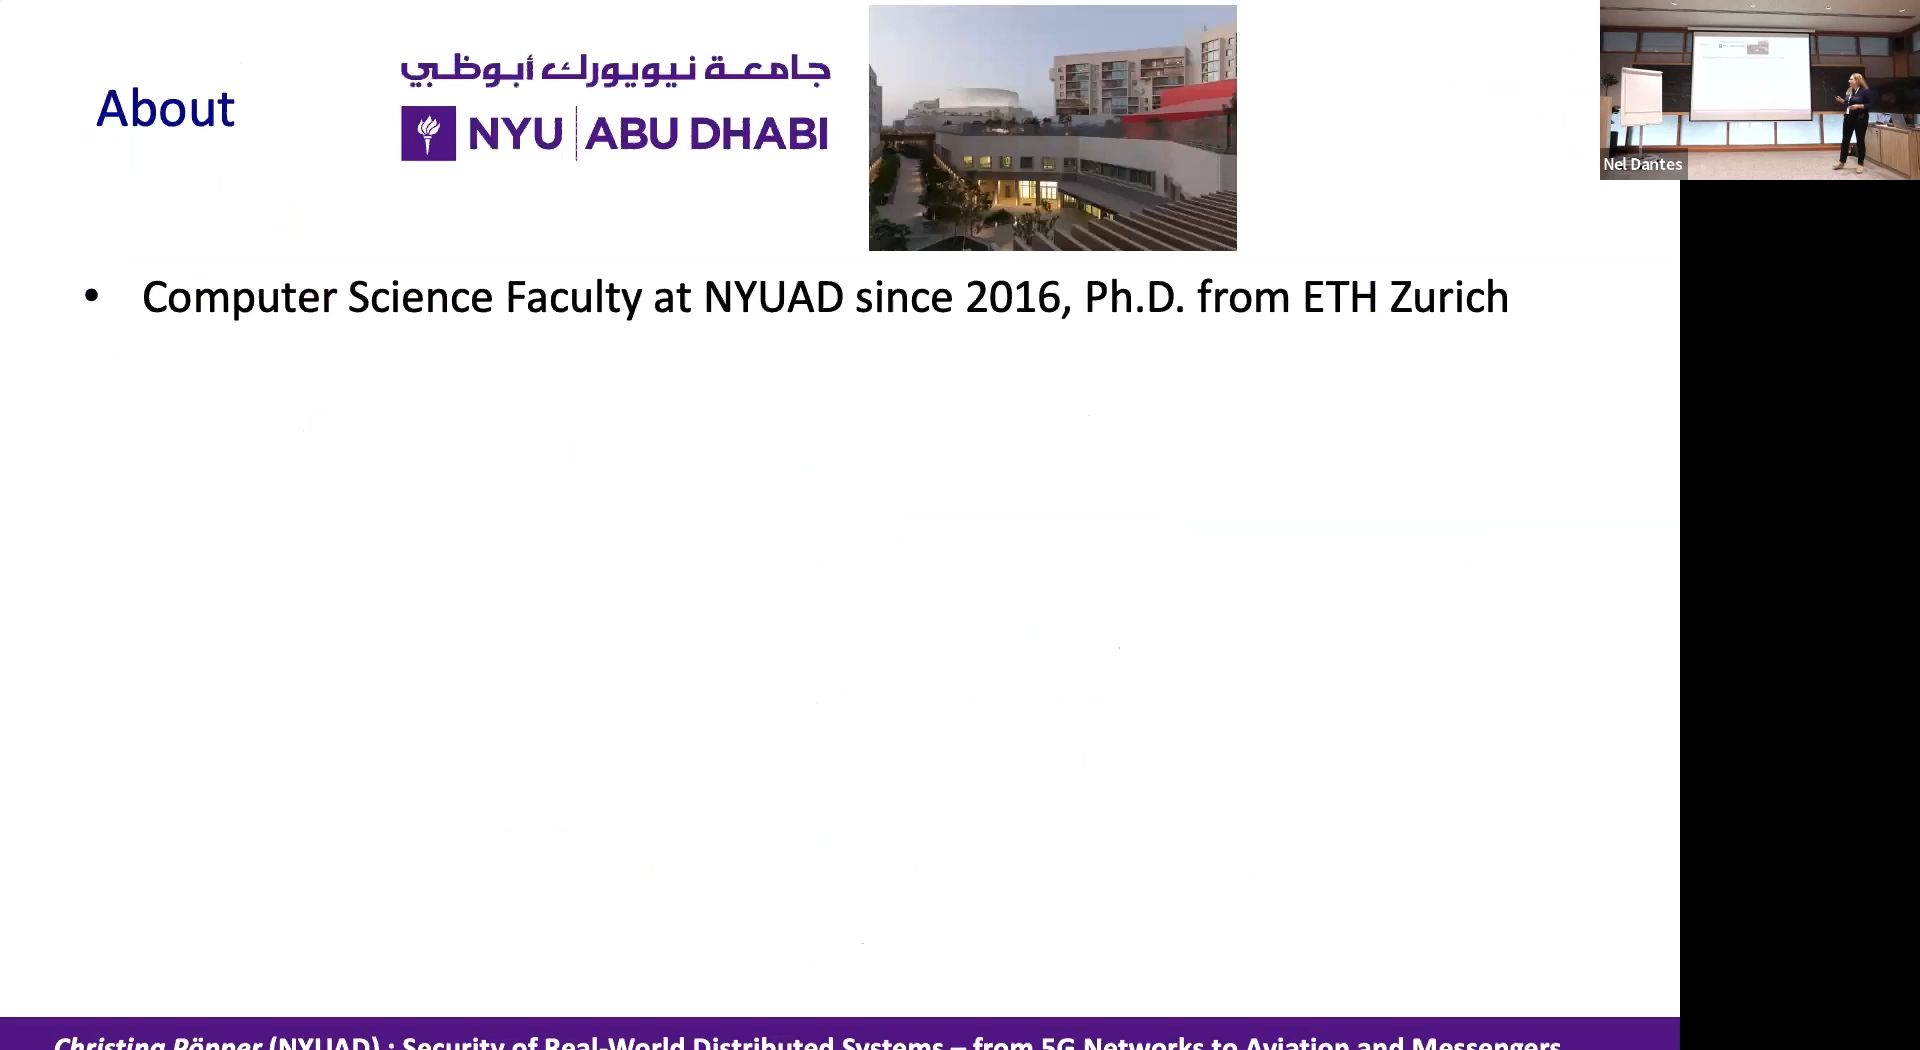 About
جامعة نيويورك أبوظبي
NYU ABU DHABI
Nel Dantes
• Computer Science Faculty at NYUAD since 2016, Ph.D. from ETH Zurich
Christina Pöpper (NYUAD) : Security of Real-World Distributed Systems – from 5G Networks to Aviation and Messengers